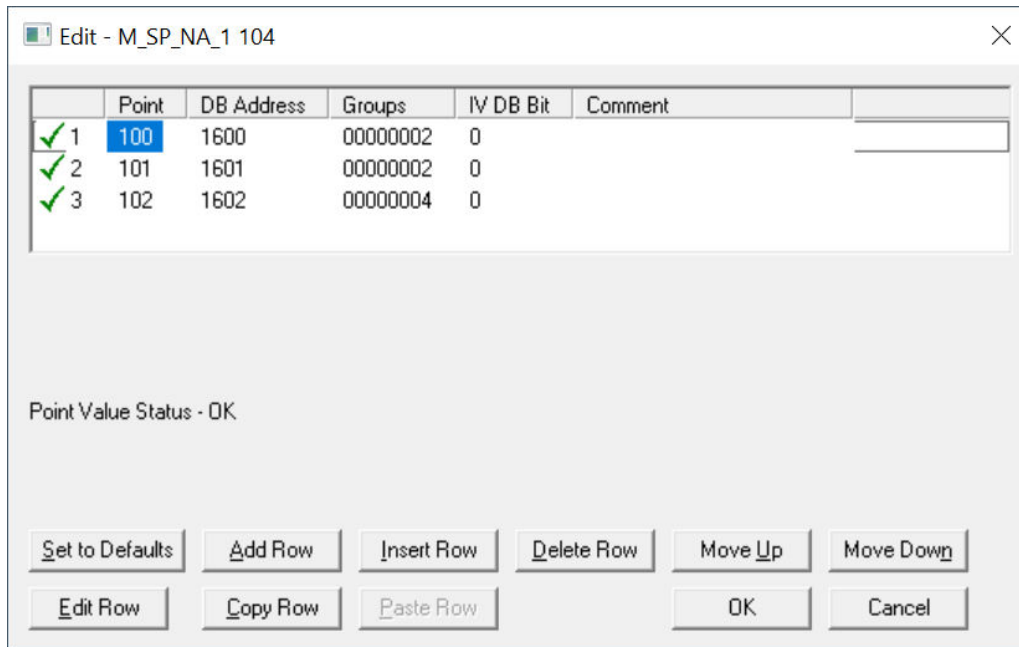 Edit - M_SP_NA_1 104
Point DB Address Groups IV DB Bit Comment
1 100 1600 00000002 0
2 101 1601 00000002 0
3 102 1602 00000004 0
Point Value Status - OK
Set to Defaults Add Row Insert Row Delete Row Move Up Move Down
Edit Row Copy Row Paste Row OK Cancel